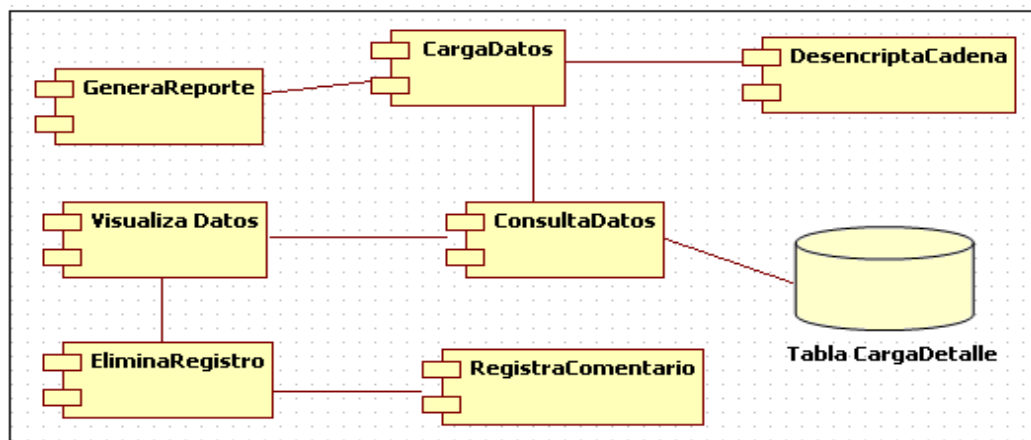 CargaDatos
DesencriptaCadena
GeneraReporte
Visualiza Datos
ConsultaDatos
Tabla CargaDetalle
EliminaRegistro
RegistraComentario